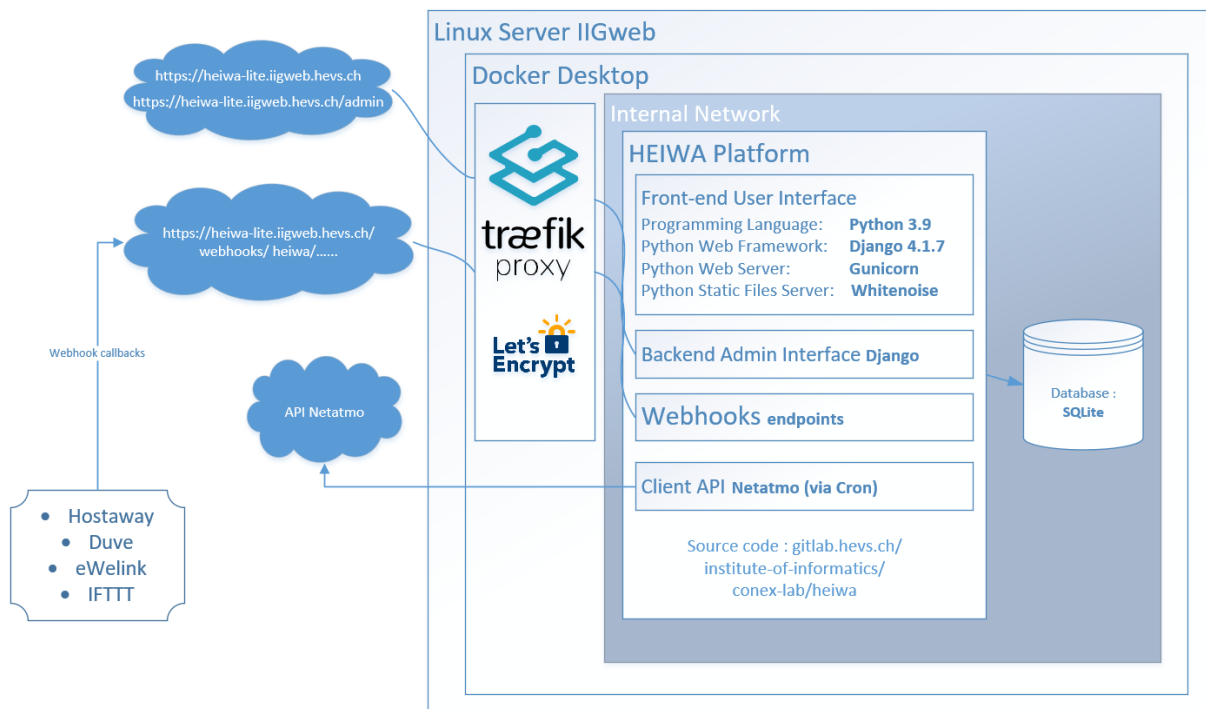 Linux Server IIGweb
Docker Desktop
Internal Network
HEIWA Platform
https://heiwa-lite.iigweb.hevs.ch
https://heiwa-lite.iigweb.hevs.ch/admin
https://heiwa-lite.iigweb.hevs.ch/
webhooks/ heiwa/......
Webhook callbacks
API Netatmo
• Hostaway
• Duve
• eWelink
• IFTTT
træfik
proxy
Let's
Encrypt
Front-end User Interface
Programming Language: Python 3.9
Python Web Framework: Django 4.1.7
Python Web Server: Gunicorn
Python Static Files Server: Whitenoise
Backend Admin Interface Django
Webhooks endpoints
Client API Netatmo (via Cron)
Source code : gitlab.hevs.ch/
institute-of-informatics/
conex-lab/heiwa
Database :
SQLite